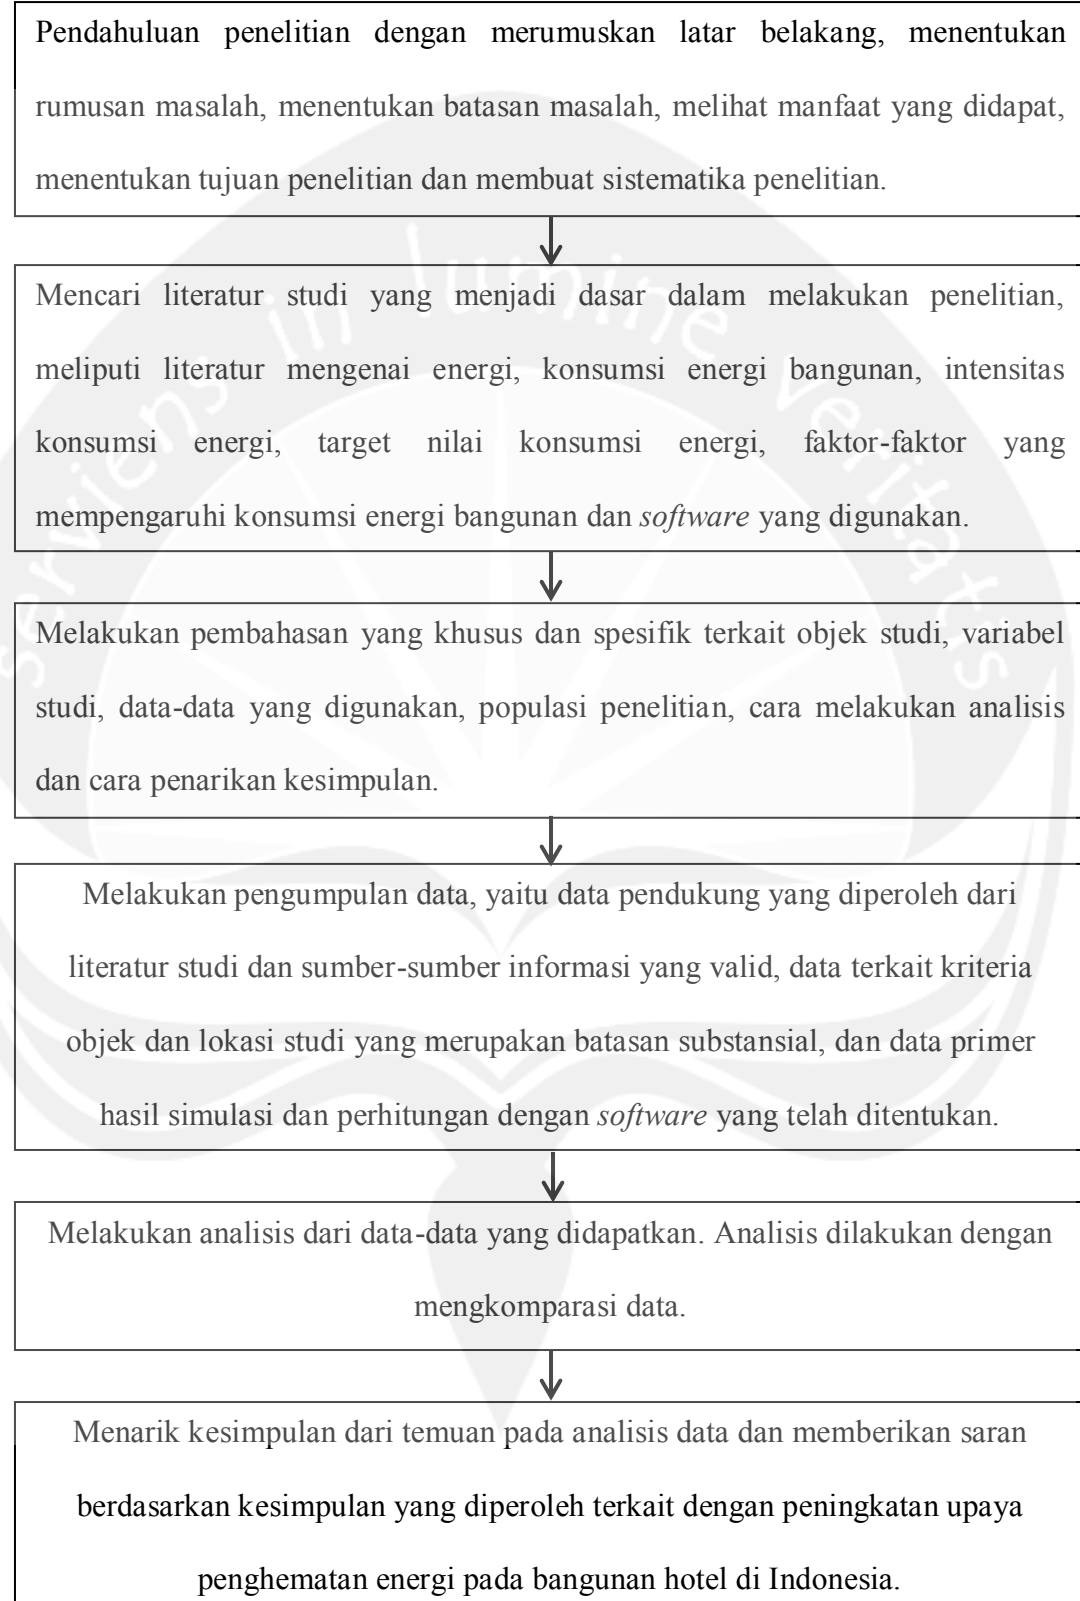 Pendahuluan penelitian dengan merumuskan latar belakang, menentukan
rumusan masalah, menentukan batasan masalah, melihat manfaat yang didapat,
menentukan tujuan penelitian dan membuat sistematika penelitian.
Mencari literatur studi yang menjadi dasar dalam melakukan penelitian,
meliputi literatur mengenai energi, konsumsi energi bangunan, intensitas
konsumsi energi, target nilai konsumsi energi, faktor-faktor yang
mempengaruhi konsumsi energi bangunan dan software yang digunakan.
Melakukan pembahasan yang khusus dan spesifik terkait objek studi, variabel
studi, data-data yang digunakan, populasi penelitian, cara melakukan analisis
dan cara penarikan kesimpulan.
Melakukan pengumpulan data, yaitu data pendukung yang diperoleh dari
literatur studi dan sumber-sumber informasi yang valid, data terkait kriteria
objek dan lokasi studi yang merupakan batasan substansial, dan data primer
hasil simulasi dan perhitungan dengan software yang telah ditentukan.
Melakukan analisis dari data-data yang didapatkan. Analisis dilakukan dengan
mengkomparasi data.
Menarik kesimpulan dari temuan pada analisis data dan memberikan saran
berdasarkan kesimpulan yang diperoleh terkait dengan peningkatan upaya
penghematan energi pada bangunan hotel di Indonesia.
serviens in lumine veritatis